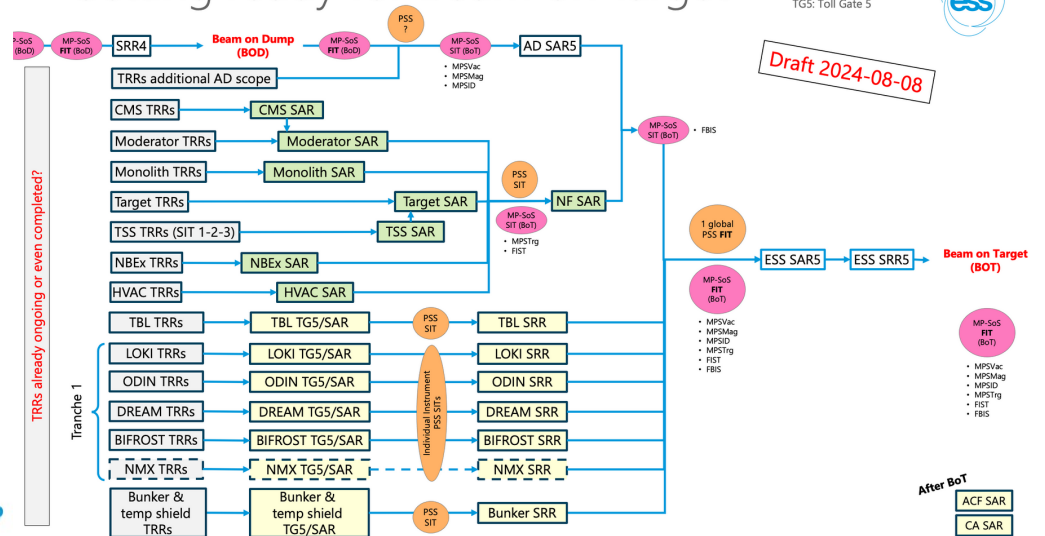 TG5: Toll Gate 5
ess
Draft 2024-08-08
(BoD)
MP-SoS
FIT (BoD)
SRR4
Beam on Dump
(BOD)
MP-SoS
FIT (BoD)
PSS
?
MP-SoS
SIT (BoT)
• MPSVac
• MPSMag
• MPSID
AD SAR5
TRRs additional AD scope
CMS TRRs
CMS SAR
Moderator TRRs
Moderator SAR
Monolith TRRs
Monolith SAR
Target TRRs
Target SAR
TSS TRRs (SIT 1-2-3)
TSS SAR
NBEx TRRs
NBEx SAR
HVAC TRRs
HVAC SAR
PSS
SIT
MP-SoS
SIT (BoT)
• MPSTrg
• FIST
NF SAR
MP-SoS
SIT (BoT)
• FBIS
1 global
PSS FIT
MP-SoS
FIT
(BoT)
• MPSVac
• MPSMag
• MPSID
• MPSTrg
• FIST
• FBIS
ESS SAR5
ESS SRR5
Beam on Target
(BOT)
MP-SoS
FIT
(BoT)
• MPSVac
• MPSMag
• MPSID
• MPSTrg
• FIST
• FBIS
TRRs already ongoing or even completed?
TBL TRRs
TBL TG5/SAR
PSS
SIT
TBL SRR
Tranche 1
LOKI TRRs
LOKI TG5/SAR
LOKI SRR
ODIN TRRs
ODIN TG5/SAR
ODIN SRR
DREAM TRRs
DREAM TG5/SAR
DREAM SRR
BIFROST TRRs
BIFROST TG5/SAR
BIFROST SRR
NMX TRRs
NMX TG5/SAR
NMX SRR
Individual Instrument
PSS SITs
Bunker &
temp shield
TRRs
Bunker &
temp shield
TG5/SAR
PSS
SIT
Bunker SRR
After BoT
ACF SAR
CA SAR